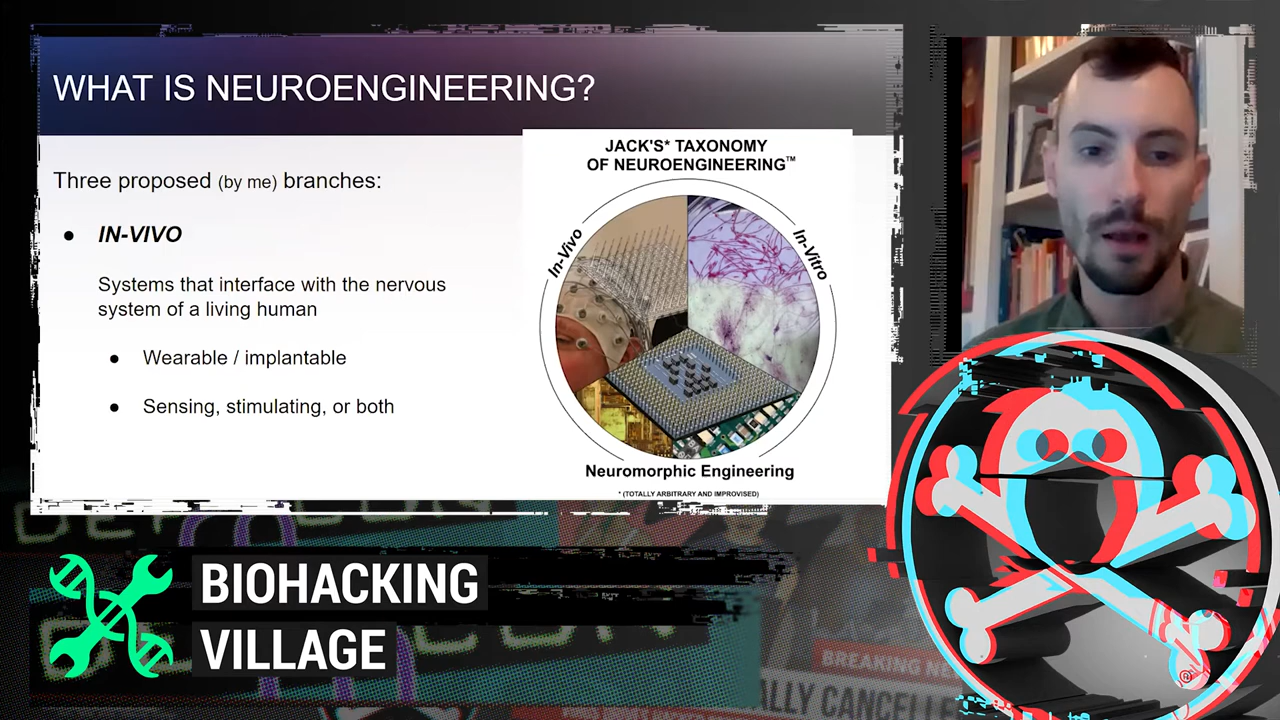 WHAT IS NEUROENGINEERING?
Three proposed (by me) branches:
● IN-VIVO
Systems that interface with the nervous
system of a living human
● Wearable / implantable
● Sensing, stimulating, or both
JACK'S* TAXONOMY
OF NEUROENGINEERING™
In-Vivo
In-Vitro
Neuromorphic Engineering
* (TOTALLY ARBITRARY AND IMPROVISED)
DEF CON
BIOHACKING
VILLAGE
BREAKING NE
ALLY CANCELLE
®